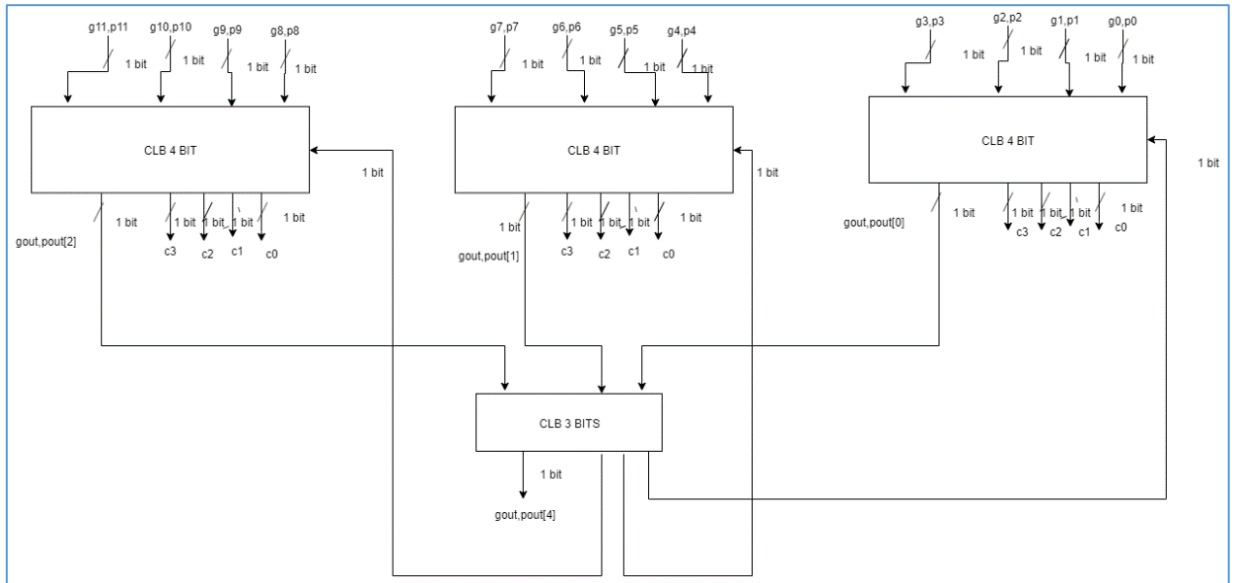 g11,p11 g10,p10 g9,p9 g8,p8 g7,p7 g6,p6 g5,p5 g4,p4 g3,p3 g2,p2 g1,p1 g0,p0
1 bit 1 bit 1 bit 1 bit 1 bit 1 bit 1 bit 1 bit 1 bit 1 bit 1 bit 1 bit
CLB 4 BIT CLB 4 BIT CLB 4 BIT
1 bit 1 bit 1 bit
1 bit 1 bit 1 bit 1 bit 1 bit 1 bit 1 bit 1 bit 1 bit 1 bit 1 bit 1 bit 1 bit 1 bit 1 bit
gout,pout[2] c3 c2 c1 c0 gout,pout[1] c3 c2 c1 c0 gout,pout[0] c3 c2 c1 c0
CLB 3 BITS
1 bit
gout,pout[4]